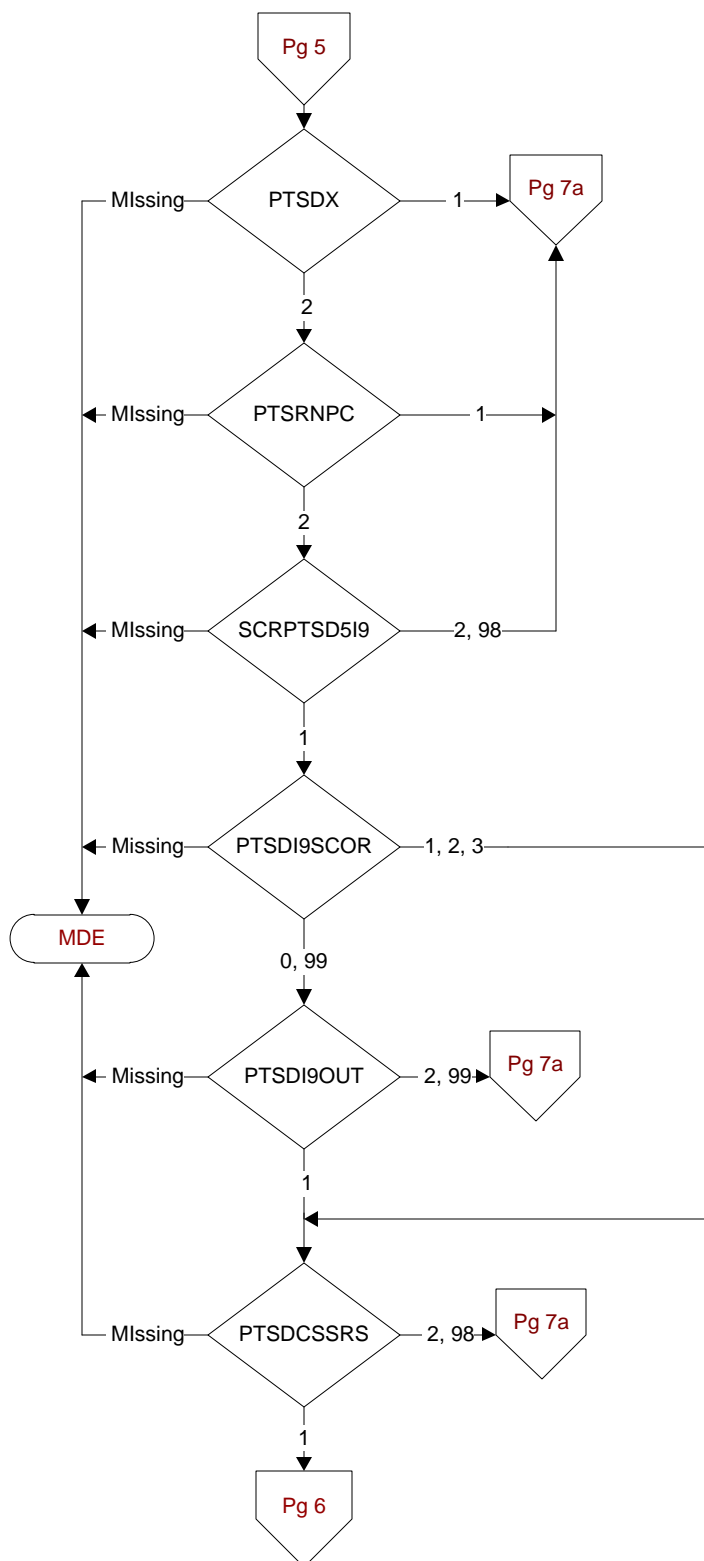 Pg 5
MIssing
PTSDX
1
Pg 7a
2
MIssing
PTSRNPC
1
2
MIssing
SCRPTSD5I9
2, 98
1
Missing
PTSDI9SCOR
1, 2, 3
MDE
0, 99
Missing
PTSDI9OUT
2, 99
Pg 7a
1
MIssing
PTSDCSSRS
2, 98
Pg 7a
1
Pg 6